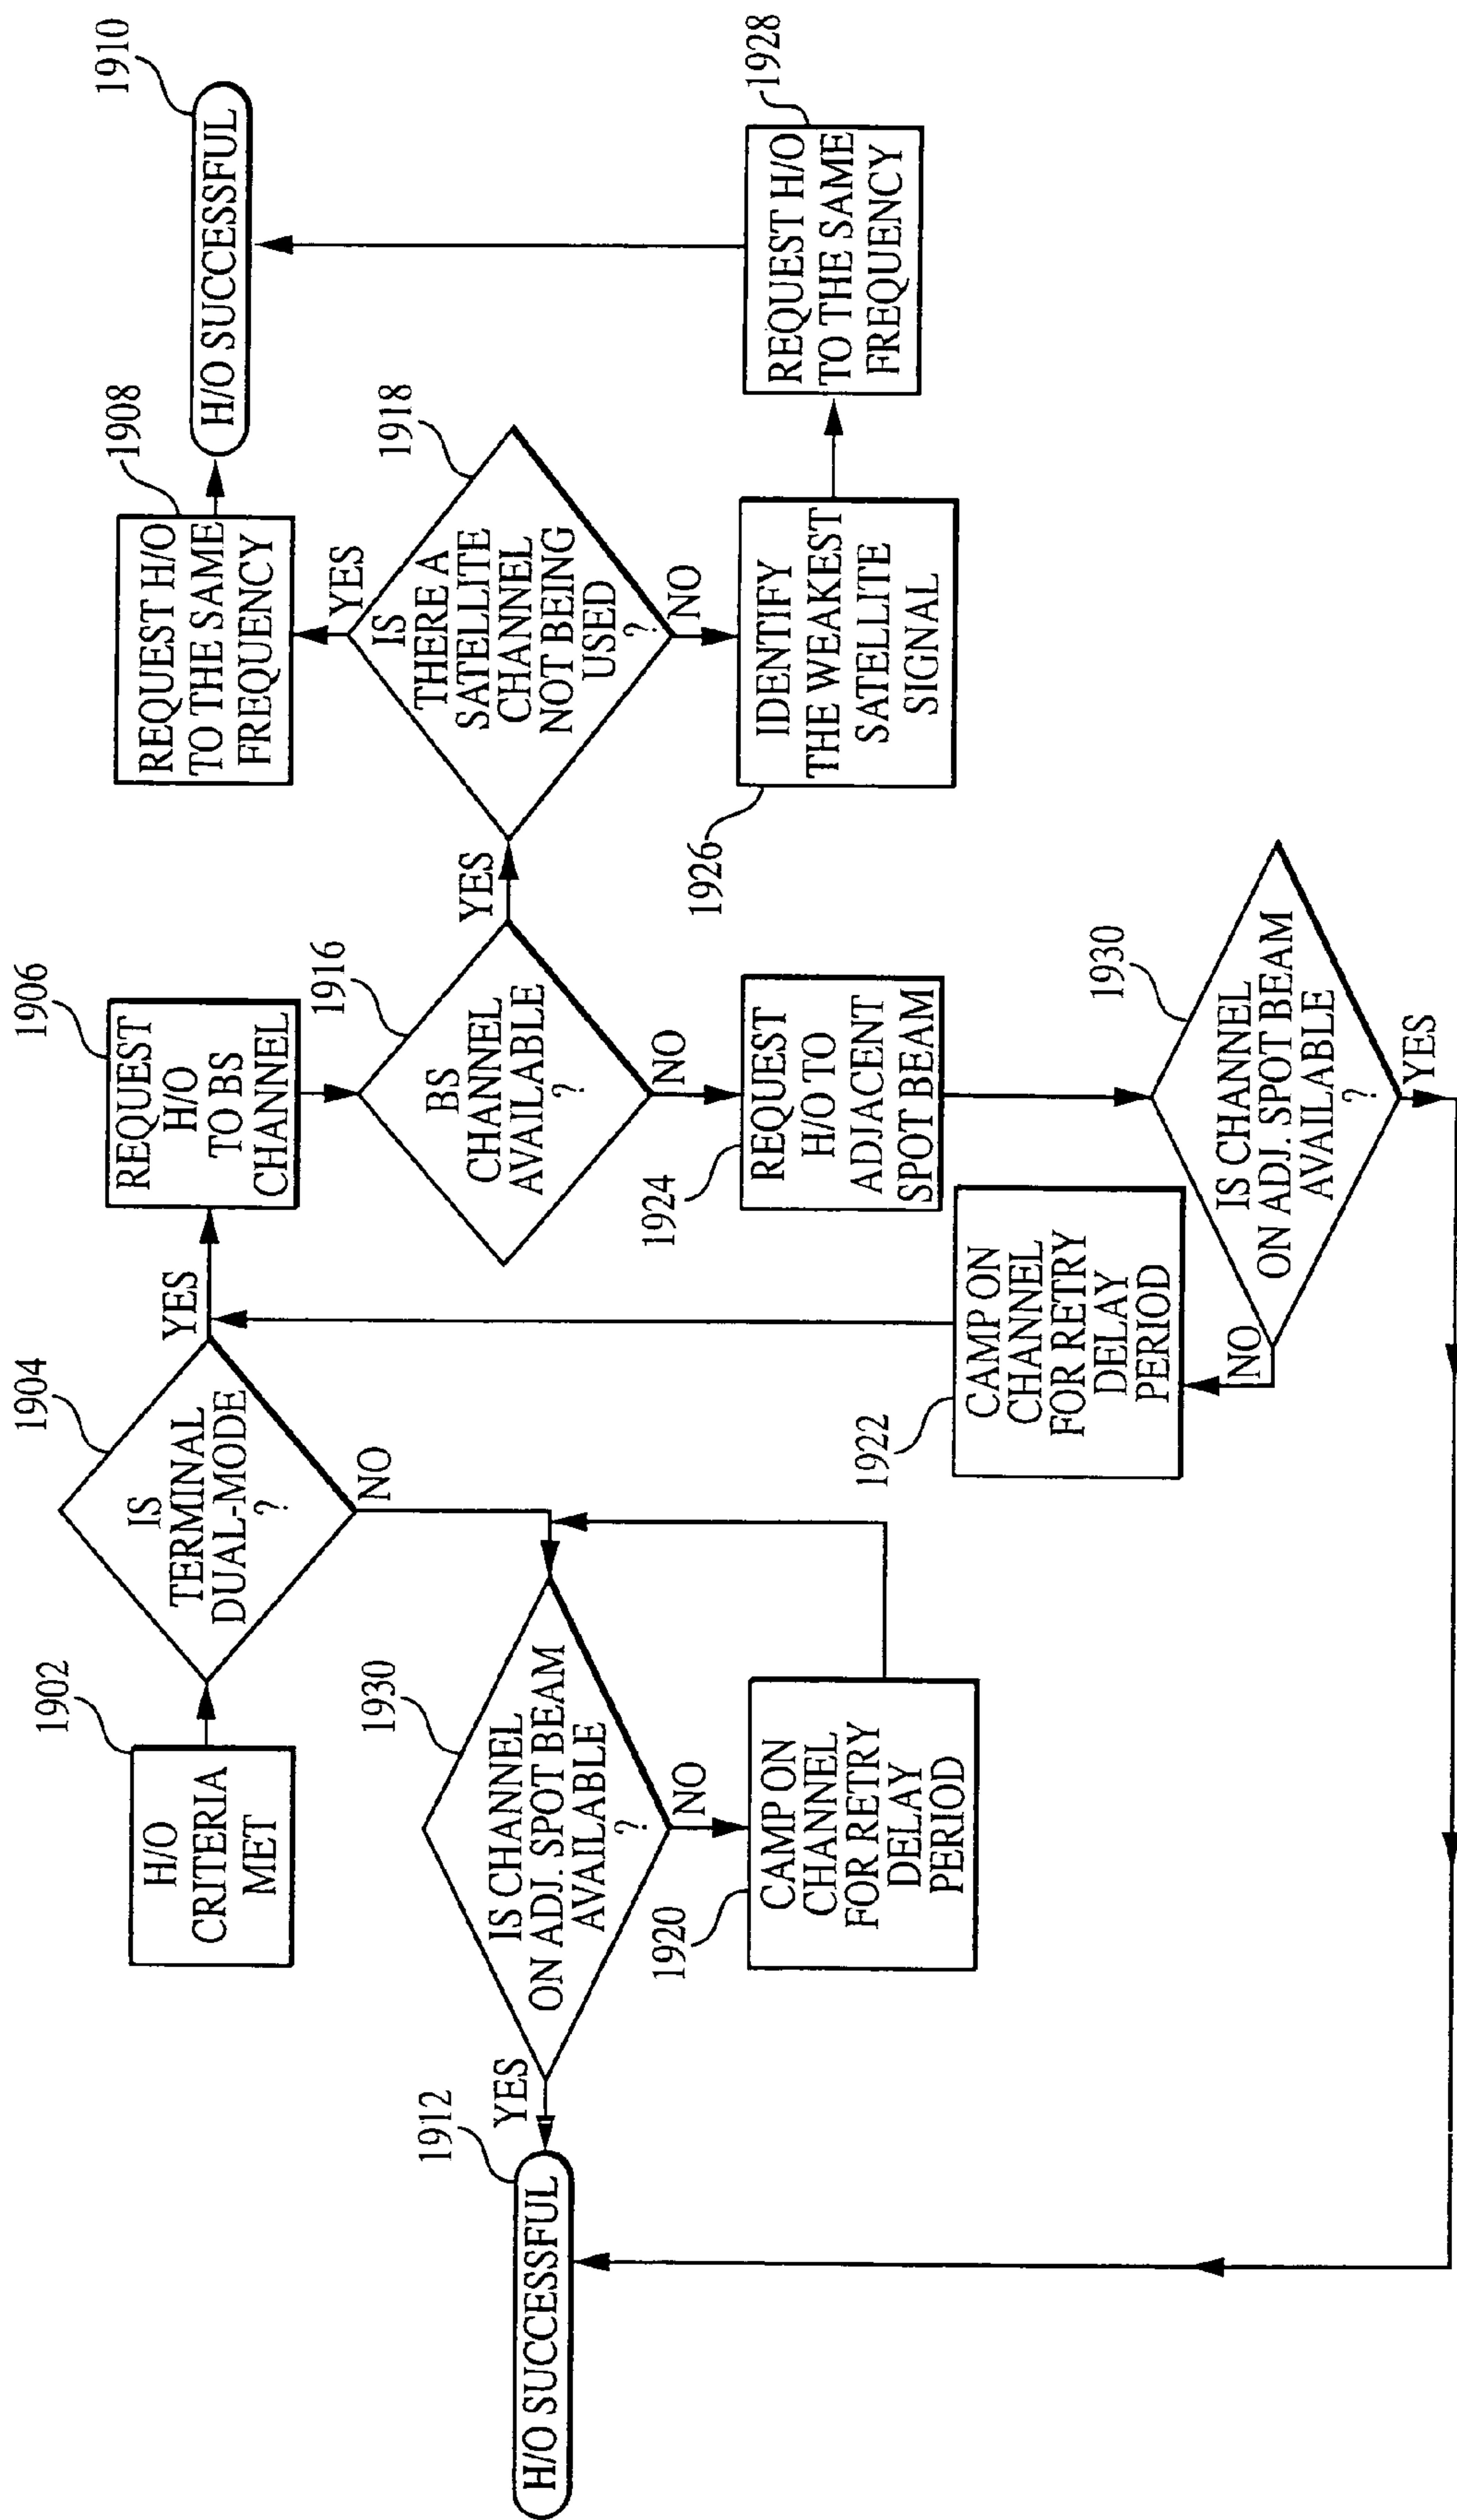 1902
H/O
CRITERIA
MET
1904
IS
TERMINAL
DUAL-MODE
?
YES
NO
1906
REQUEST
H/O
TO BS
CHANNEL
1908
REQUEST H/O
TO THE SAME
FREQUENCY
1910
H/O SUCCESSFUL
1916
BS
CHANNEL
AVAILABLE
?
YES
NO
1918
IS
THERE A
SATELLITE
CHANNEL
NOT BEING
USED
?
YES
NO
1912
H/O SUCCESSFUL
YES
1930
IS CHANNEL
ON ADJ. SPOT BEAM
AVAILABLE
?
NO
1920
CAMP ON
CHANNEL
FOR RETRY
DELAY
PERIOD
1924
REQUEST
H/O TO
ADJACENT
SPOT BEAM
1926
IDENTIFY
THE WEAKEST
SATELLITE
SIGNAL
1928
REQUEST H/O
TO THE SAME
FREQUENCY
1922
CAMP ON
CHANNEL
FOR RETRY
DELAY
PERIOD
NO
1930
IS CHANNEL
ON ADJ. SPOT BEAM
AVAILABLE
?
YES